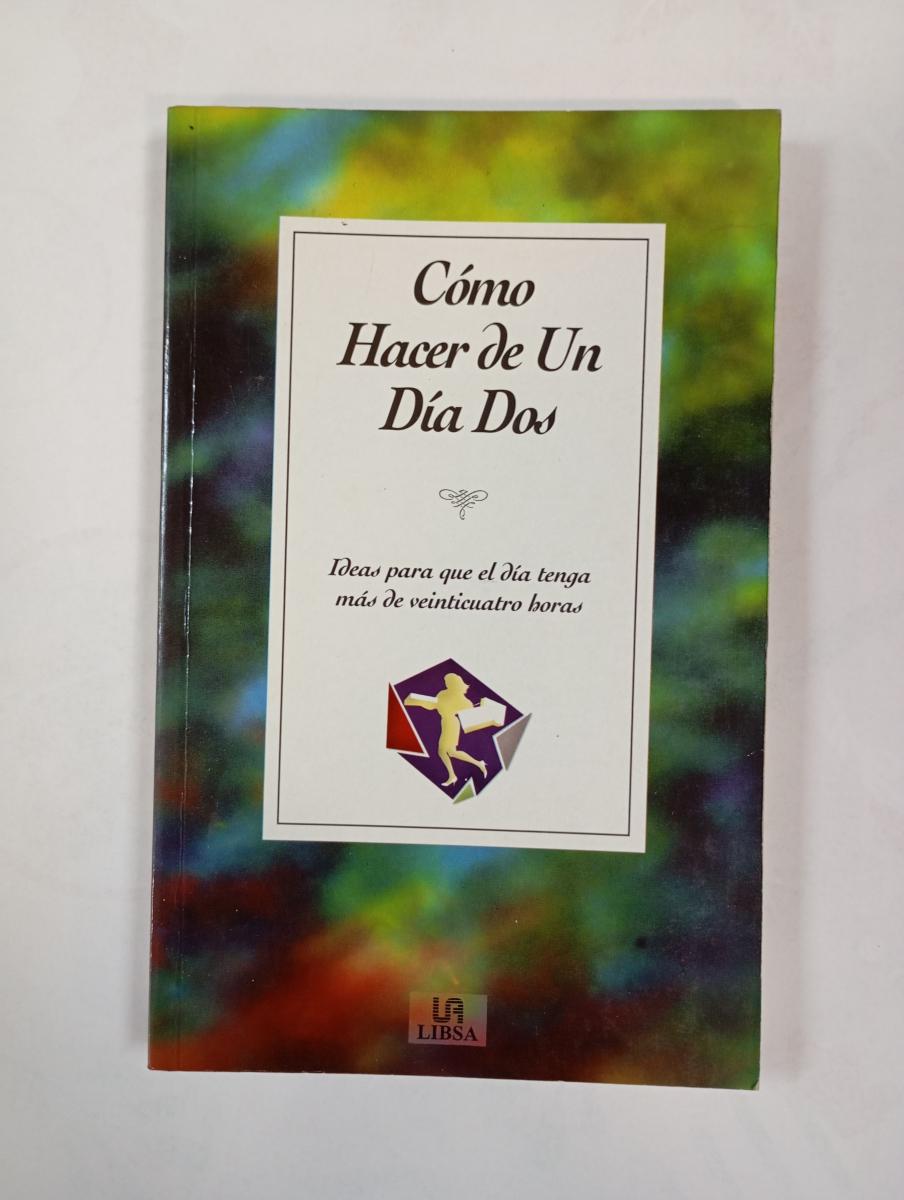 Cómo
Hacer de Un
Día Dos
Ideas para que el día tenga
más de veinticuatro horas
LIBSA